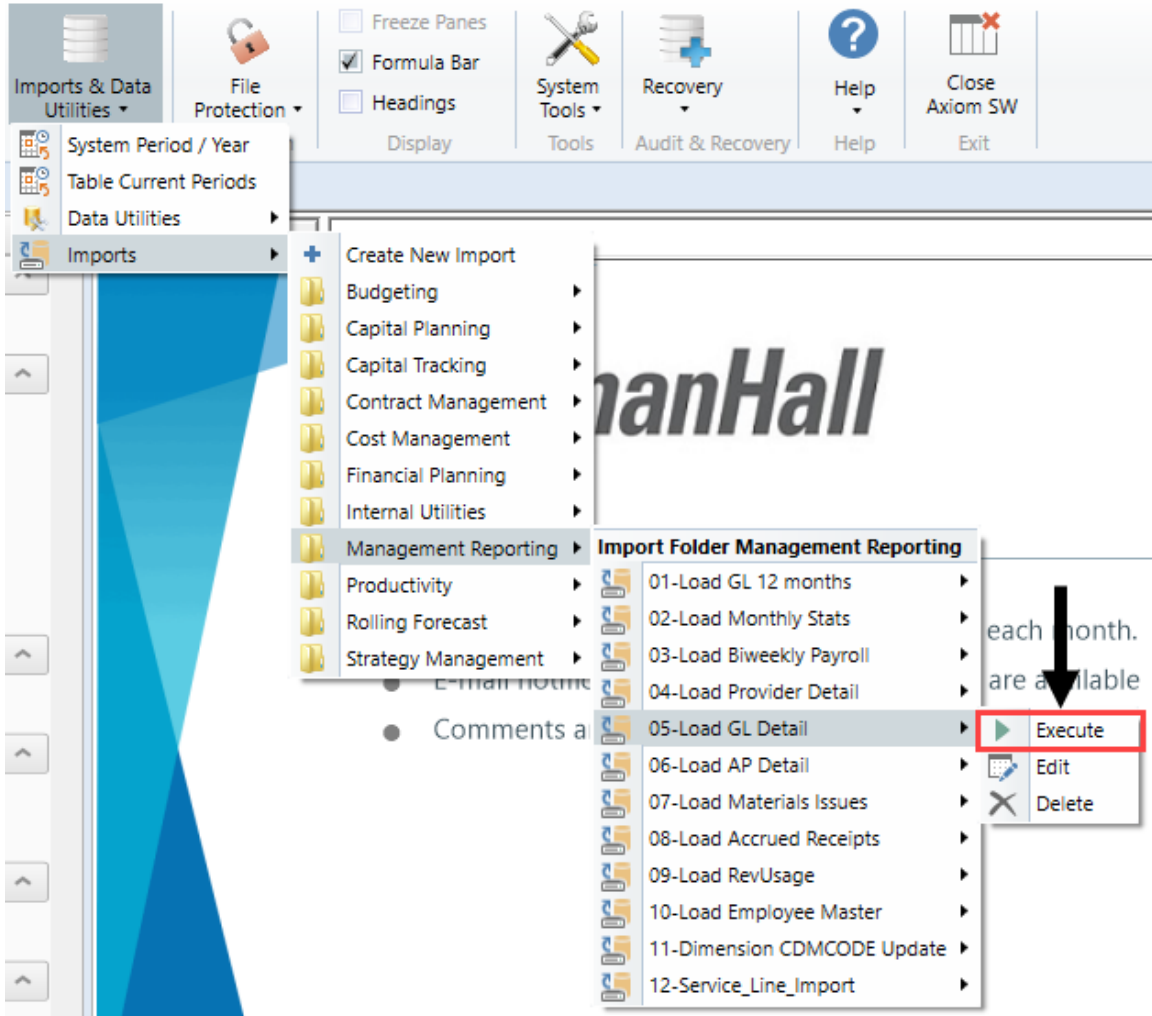 Imports & Data
Utilities
File
Protection
Freeze Panes
Formula Bar
Headings
Display
System
Tools
Tools
Recovery
Audit & Recovery
Help
Help
Close
Axiom SW
Exit
System Period / Year
Table Current Periods
Data Utilities
Imports
Create New Import
Budgeting
Capital Planning
Capital Tracking
Contract Management
Cost Management
Financial Planning
Internal Utilities
Management Reporting
Productivity
Rolling Forecast
Strategy Management
manHall
Import Folder Management Reporting
01-Load GL 12 months
02-Load Monthly Stats
03-Load Biweekly Payroll
04-Load Provider Detail
05-Load GL Detail
06-Load AP Detail
07-Load Materials Issues
08-Load Accrued Receipts
09-Load RevUsage
10-Load Employee Master
11-Dimension CDMCODE Update
12-Service_Line_Import
Execute
Edit
Delete
each month.
are available
E-mail
Comments